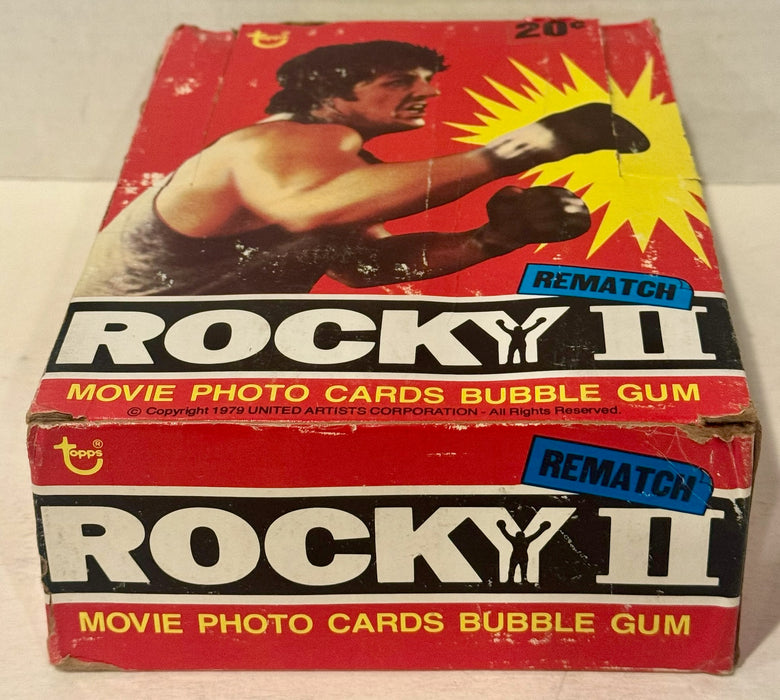 topps
20¢
REMATCH
ROCKY II
MOVIE PHOTO CARDS BUBBLE GUM
© Copyright 1979 UNITED ARTISTS CORPORATION - All Rights Reserved.
topps®
REMATCH
ROCKY II
MOVIE PHOTO CARDS BUBBLE GUM